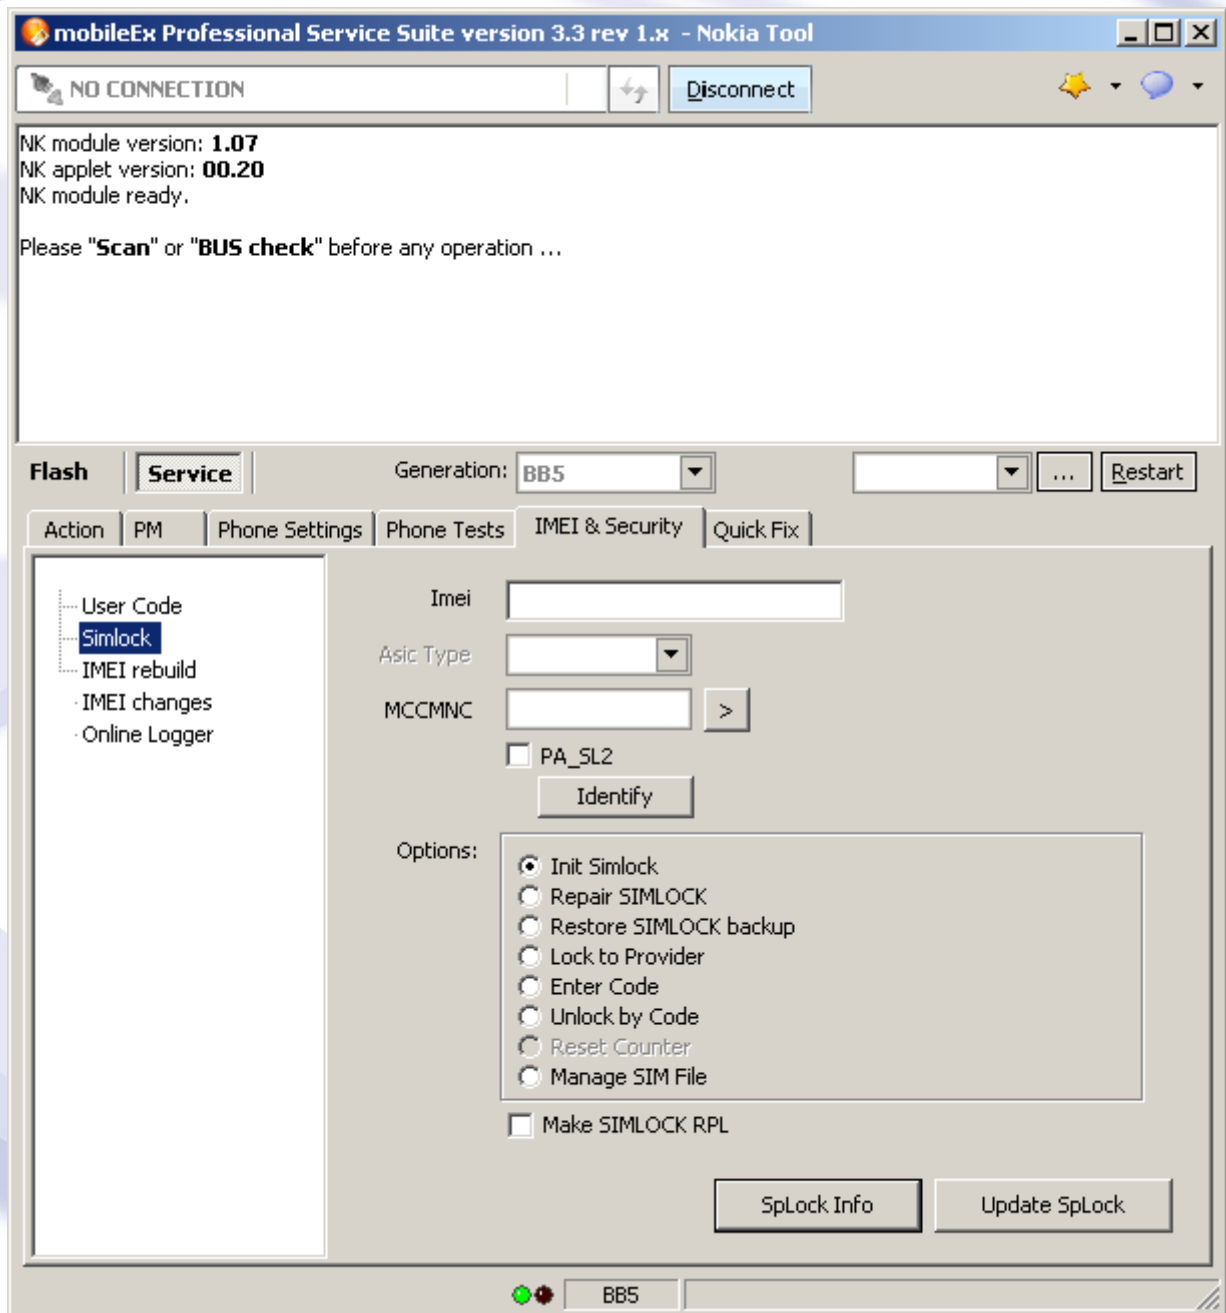 mobileEx Professional Service Suite version 3.3 rev 1.x - Nokia Tool
NO CONNECTION
Disconnect
NK module version: 1.07
NK applet version: 00.20
NK module ready.
Please "Scan" or "BUS check" before any operation ...
Flash Service Generation: BB5 ... Restart
Action PM Phone Settings Phone Tests IMEI & Security Quick Fix
User Code
Simlock
IMEI rebuild
IMEI changes
Online Logger
Imei
Asic Type
MCCMNC >
PA_SL2
Identify
Options:
Init Simlock
Repair SIMLOCK
Restore SIMLOCK backup
Lock to Provider
Enter Code
Unlock by Code
Reset Counter
Manage SIM File
Make SIMLOCK RPL
SpLock Info Update SpLock
BB5